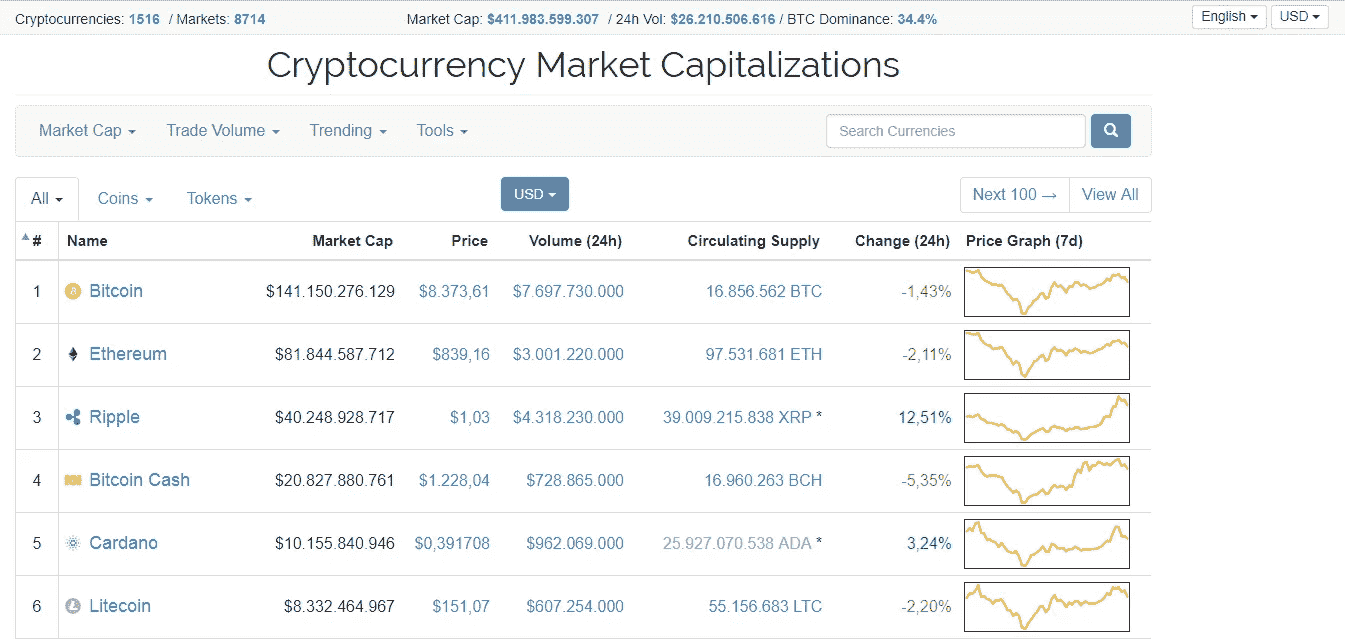 Cryptocurrencies: 1516 / Markets: 8714 Market Cap: $411.983.599.307 / 24h Vol: $26.210.506.616 / BTC Dominance: 34.4% English USD
Cryptocurrency Market Capitalizations
Market Cap Trade Volume Trending Tools Search Currencies
All Coins Tokens USD Next 100 → View All
# Name Market Cap Price Volume (24h) Circulating Supply Change (24h) Price Graph (7d)
1 Bitcoin $141.150.276.129 $8.373,61 $7.697.730.000 16.856.562 BTC -1,43%
2 Ethereum $81.844.587.712 $839,16 $3.001.220.000 97.531.681 ETH -2,11%
3 Ripple $40.248.928.717 $1,03 $4.318.230.000 39.009.215.838 XRP * 12,51%
4 Bitcoin Cash $20.827.880.761 $1.228,04 $728.865.000 16.960.263 BCH -5,35%
5 Cardano $10.155.840.946 $0,391708 $962.069.000 25.927.070.538 ADA * 3,24%
6 Litecoin $8.332.464.967 $151,07 $607.254.000 55.156.683 LTC -2,20%